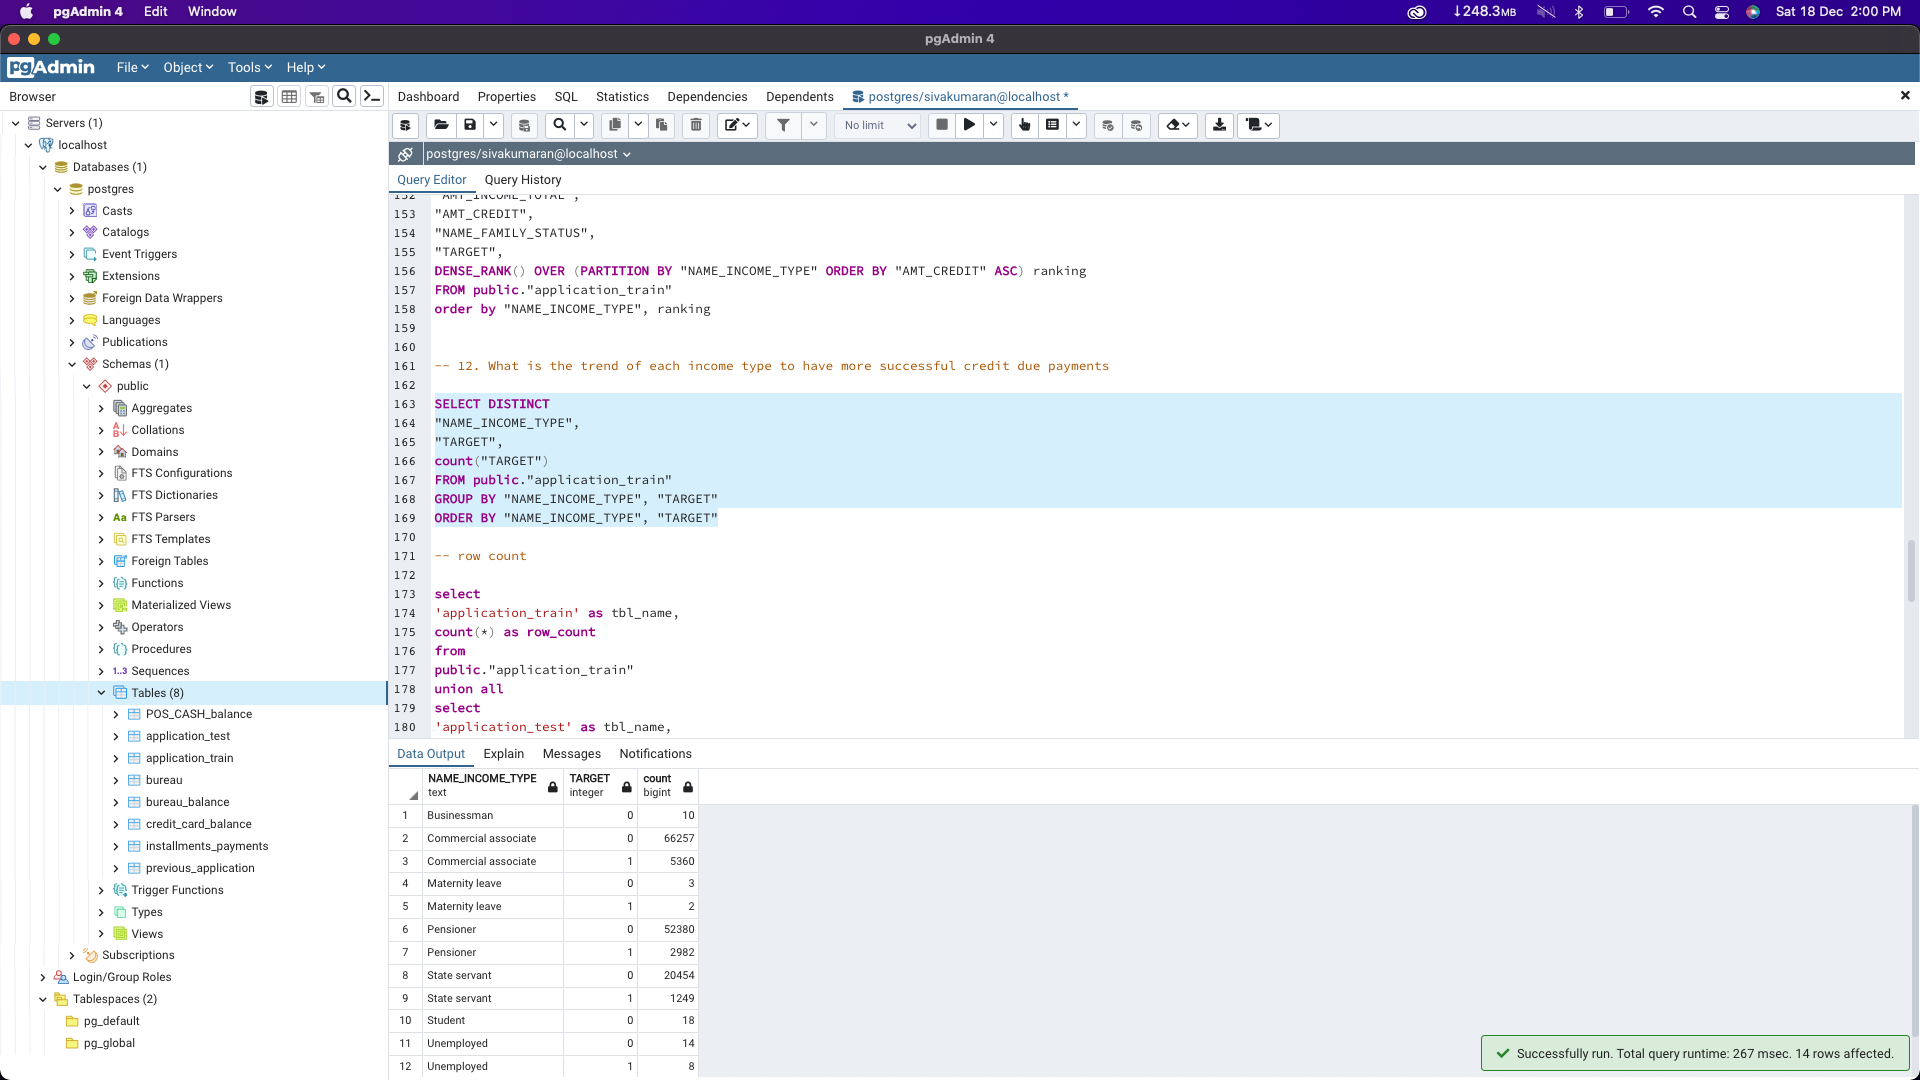 pgAdmin 4 Edit Window 248.3MB Sat 18 Dec 2:00 PM
pgAdmin 4
pgAdmin File Object Tools Help
Browser
Dashboard Properties SQL Statistics Dependencies Dependents postgres/sivakumaran@localhost *
Servers (1)
localhost
Databases (1)
postgres
Casts
Catalogs
Event Triggers
Extensions
Foreign Data Wrappers
Languages
Publications
Schemas (1)
public
Aggregates
Collations
Domains
FTS Configurations
FTS Dictionaries
Aa FTS Parsers
FTS Templates
Foreign Tables
Functions
Materialized Views
Operators
Procedures
1..3 Sequences
Tables (8)
POS_CASH_balance
application_test
application_train
bureau
bureau_balance
credit_card_balance
installments_payments
previous_application
Trigger Functions
Types
Views
Subscriptions
Login/Group Roles
Tablespaces (2)
pg_default
pg_global
No limit
postgres/sivakumaran@localhost
Query Editor Query History
152 "AMT_INCOME_TOTAL",
153 "AMT_CREDIT",
154 "NAME_FAMILY_STATUS",
155 "TARGET",
156 DENSE_RANK() OVER (PARTITION BY "NAME_INCOME_TYPE" ORDER BY "AMT_CREDIT" ASC) ranking
157 FROM public."application_train"
158 order by "NAME_INCOME_TYPE", ranking
159
160
161 -- 12. What is the trend of each income type to have more successful credit due payments
162
163 SELECT DISTINCT
164 "NAME_INCOME_TYPE",
165 "TARGET",
166 count("TARGET")
167 FROM public."application_train"
168 GROUP BY "NAME_INCOME_TYPE", "TARGET"
169 ORDER BY "NAME_INCOME_TYPE", "TARGET"
170
171 -- row count
172
173 select
174 'application_train' as tbl_name,
175 count(*) as row_count
176 from
177 public."application_train"
178 union all
179 select
180 'application_test' as tbl_name,
Data Output Explain Messages Notifications
NAME_INCOME_TYPE TARGET count
text integer bigint
1 Businessman 0 10
2 Commercial associate 0 66257
3 Commercial associate 1 5360
4 Maternity leave 0 3
5 Maternity leave 1 2
6 Pensioner 0 52380
7 Pensioner 1 2982
8 State servant 0 20454
9 State servant 1 1249
10 Student 0 18
11 Unemployed 0 14
12 Unemployed 1 8
Successfully run. Total query runtime: 267 msec. 14 rows affected.